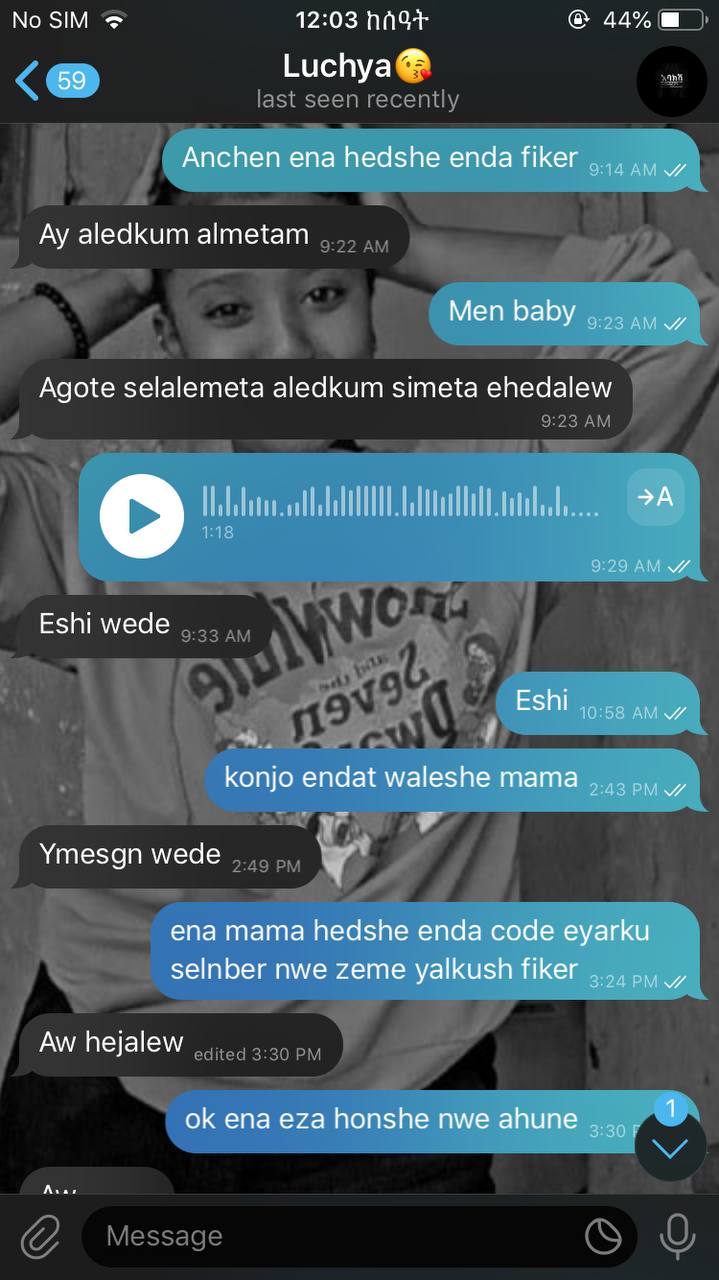 No SIM 12:03 ከሰዓት 44%
59 Luchya😘
last seen recently
Anchen ena hedshe enda fiker 9:14 AM
Ay aledkum almetam 9:22 AM
Men baby 9:23 AM
Agote selalemeta aledkum simeta ehedalew
9:23 AM
→A
1:18
9:29 AM
Eshi wede 9:33 AM
Eshi 10:58 AM
konjo endat waleshe mama 2:43 PM
Ymesgn wede 2:49 PM
ena mama hedshe enda code eyarku
selnber nwe zeme yalkush fiker 3:24 PM
Aw hejalew edited 3:30 PM
1
ok ena eza honshe nwe ahune 3:30
Aw
Message